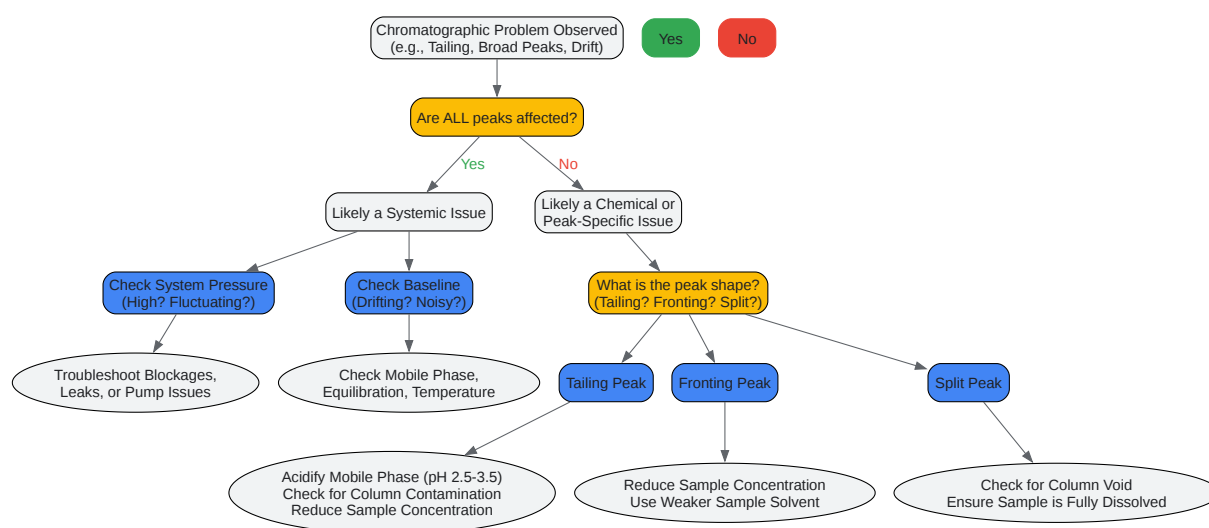 Chromatographic Problem Observed
(e.g., Tailing, Broad Peaks, Drift)
Yes
No
Are ALL peaks affected?
Yes
No
Likely a Systemic Issue
Likely a Chemical or
Peak-Specific Issue
Check System Pressure
(High? Fluctuating?)
Check Baseline
(Drifting? Noisy?)
What is the peak shape?
(Tailing? Fronting? Split?)
Troubleshoot Blockages,
Leaks, or Pump Issues
Check Mobile Phase,
Equilibration, Temperature
Tailing Peak
Fronting Peak
Split Peak
Acidify Mobile Phase (pH 2.5-3.5)
Check for Column Contamination
Reduce Sample Concentration
Reduce Sample Concentration
Use Weaker Sample Solvent
Check for Column Void
Ensure Sample is Fully Dissolved